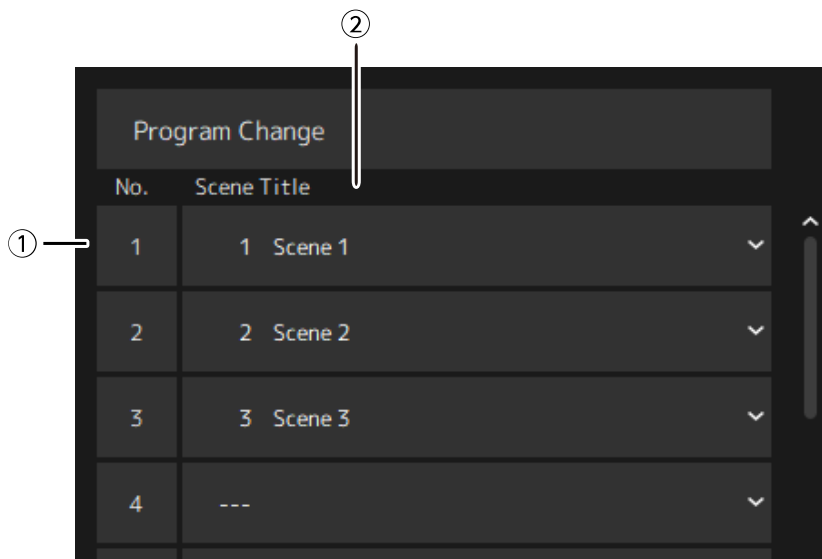 ②
Program Change
No. Scene Title
① 1 1 Scene 1
2 2 Scene 2
3 3 Scene 3
4 ---